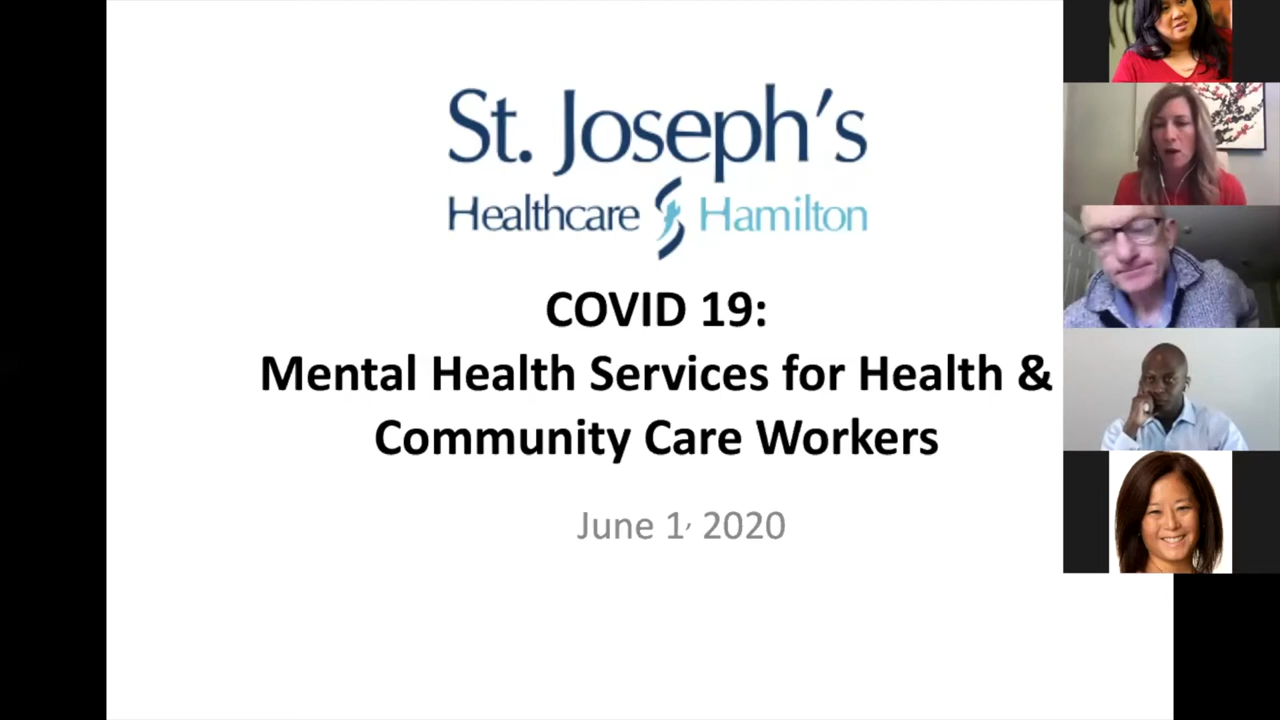 St. Joseph's
Healthcare Hamilton
COVID 19:
Mental Health Services for Health &
Community Care Workers
June 1, 2020